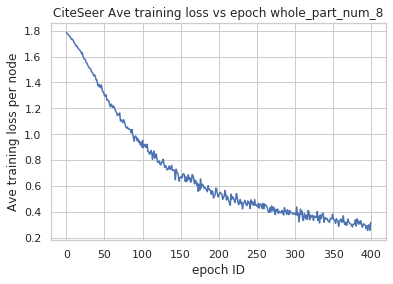 CiteSeer Ave training loss vs epoch whole_part_num_8
Ave training loss per node
1.8
1.6
1.4
1.2
1.0
0.8
0.6
0.4
0.2
0 50 100 150 200 250 300 350 400
epoch ID